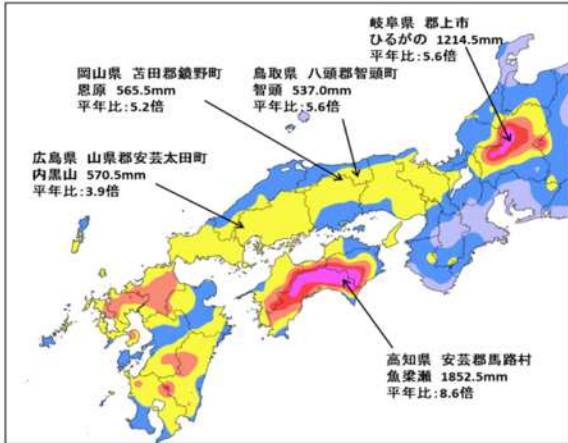 岐阜県 郡上市
ひるがの 1214.5mm
平年比：5.6倍
岡山県 苫田郡鏡野町
恩原 565.5mm
平年比：5.2倍
鳥取県 八頭郡智頭町
智頭 537.0mm
平年比：5.6倍
広島県 山県郡安芸太田町
内黒山 570.5mm
平年比：3.9倍
高知県 安芸郡馬路村
魚梁瀬 1852.5mm
平年比：8.6倍